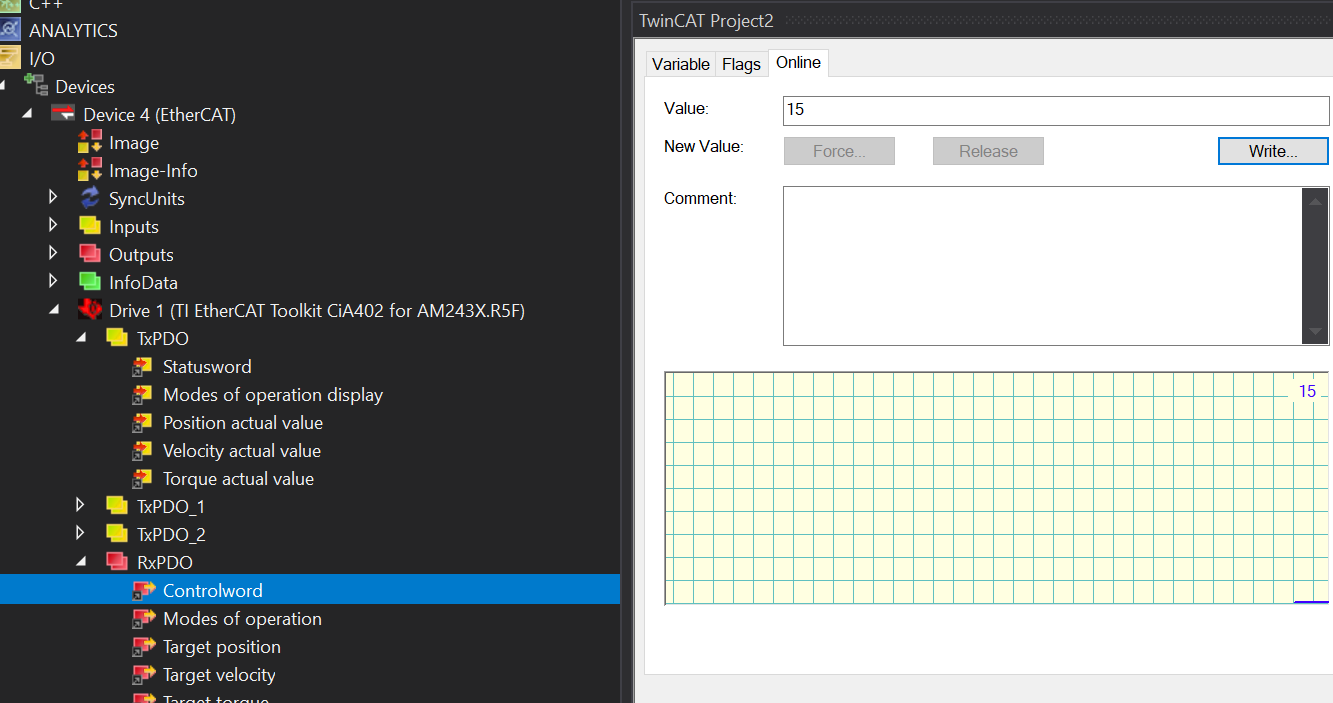 C++
ANALYTICS
I/O
Devices
Device 4 (EtherCAT)
Image
Image-Info
SyncUnits
Inputs
Outputs
InfoData
Drive 1 (TI EtherCAT Toolkit CiA402 for AM243X.R5F)
TxPDO
Statusword
Modes of operation display
Position actual value
Velocity actual value
Torque actual value
TxPDO_1
TxPDO_2
RxPDO
Controlword
Modes of operation
Target position
Target velocity
Target torque
TwinCAT Project2
Variable Flags Online
Value: 15
New Value: Force... Release Write...
Comment:
15